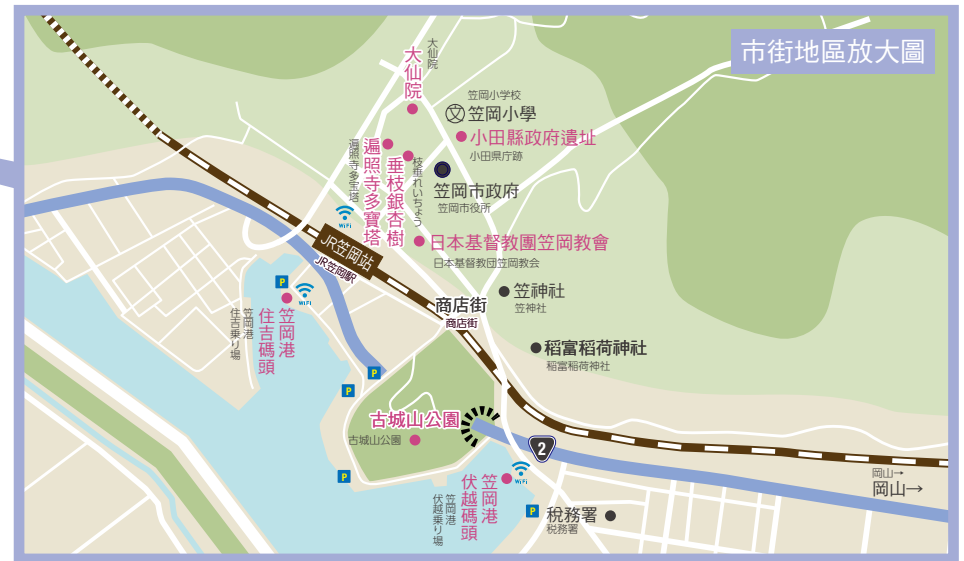 市街地區放大圖
大仙院
大仙院
笠岡小学校
文
笠岡小學
小田縣政府遺址
小田県庁跡
遍照寺多寶塔
遍照寺多宝塔
垂枝銀杏樹
枝垂れいちょう
笠岡市政府
笠岡市役所
WiFi
日本基督教團笠岡教會
日本基督教団笠岡教会
JR笠岡站
JR笠岡駅
P
WiFi
笠岡港
住吉碼頭
笠岡港
住吉乗り場
笠神社
笠神社
商店街
商店街
稻富稻荷神社
稲富稲荷神社
P
P
古城山公園
古城山公園
2
岡山→
岡山→
P
WiFi
笠岡港
伏越碼頭
笠岡港
伏越乗り場
P
稅務署
税務署